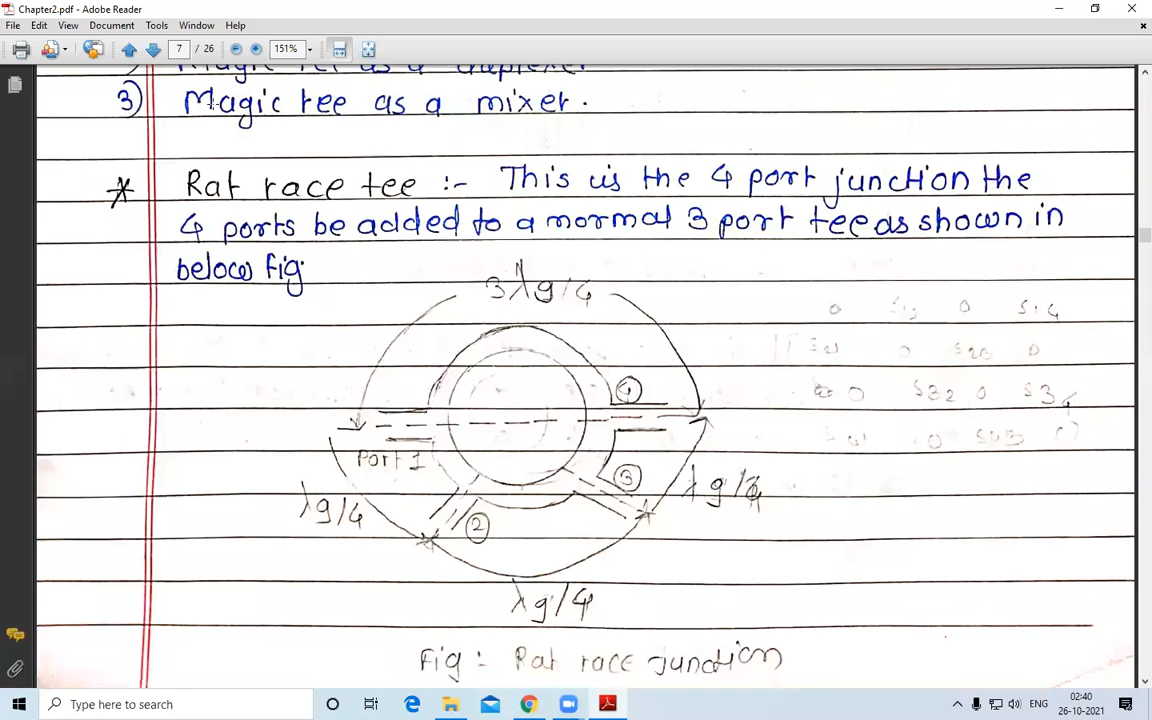 Chapter2.pdf - Adobe Reader
File Edit View Document Tools Window Help
7 / 26 151%
3) Magic tee as a mixer.
* Rat race tee :- This is the 4 port junction the
4 ports be added to a normal 3 port tee as shown in
below fig
3λg/4
4
Port 1
3
λg/4
λg/4
2
λg/4
Fig :- Rat race junction
Type here to search
ENG
02:40
26-10-2021